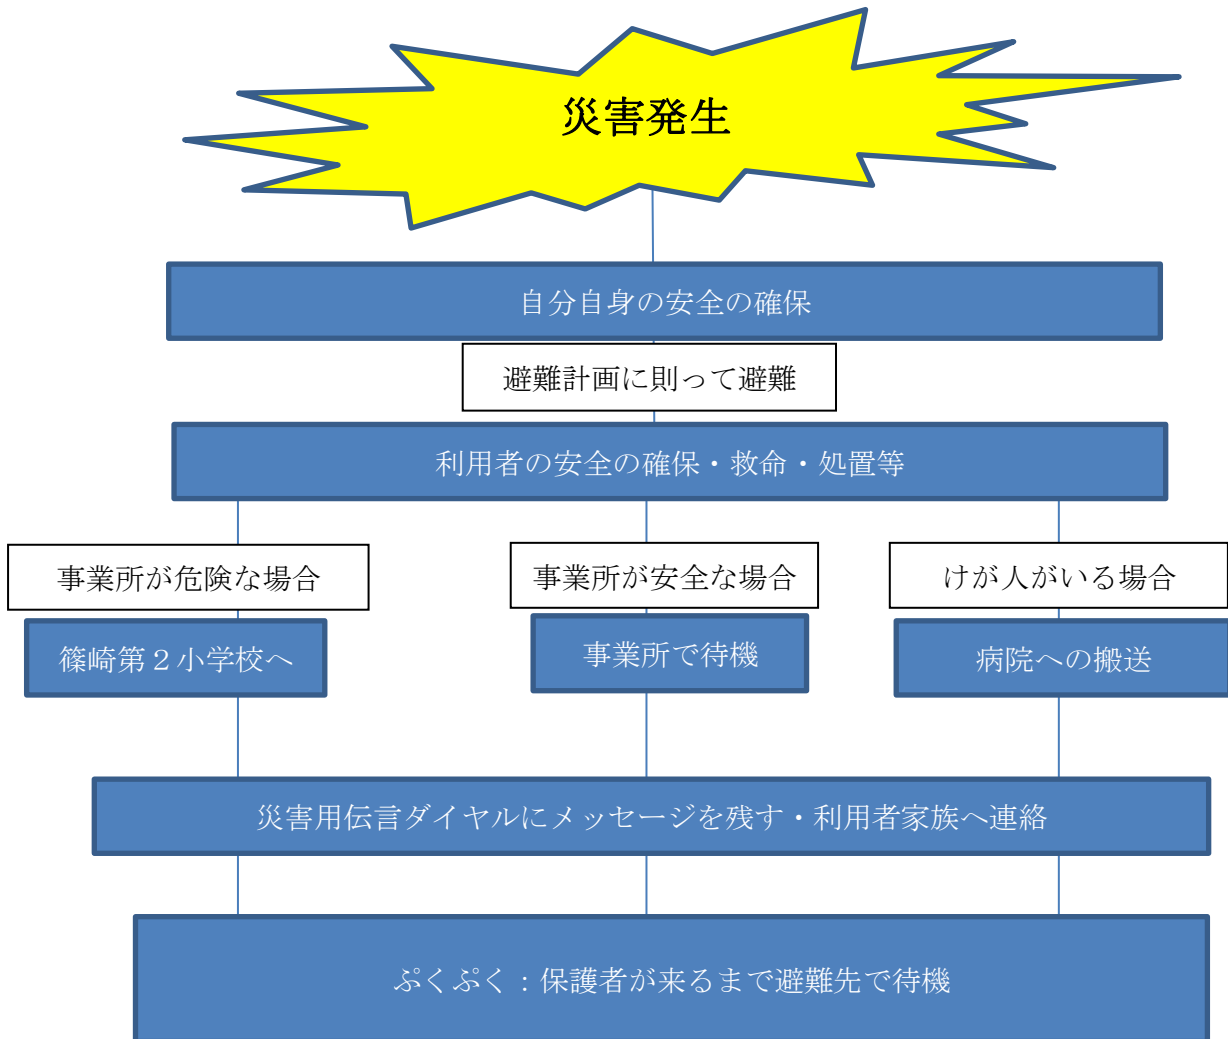 災害発生
自分自身の安全の確保
避難計画に則って避難
利用者の安全の確保・救命・処置等
事業所が危険な場合
事業所が安全な場合
けが人がいる場合
篠崎第２小学校へ
事業所で待機
病院への搬送
災害用伝言ダイヤルにメッセージを残す・利用者家族へ連絡
ぷくぷく：保護者が来るまで避難先で待機